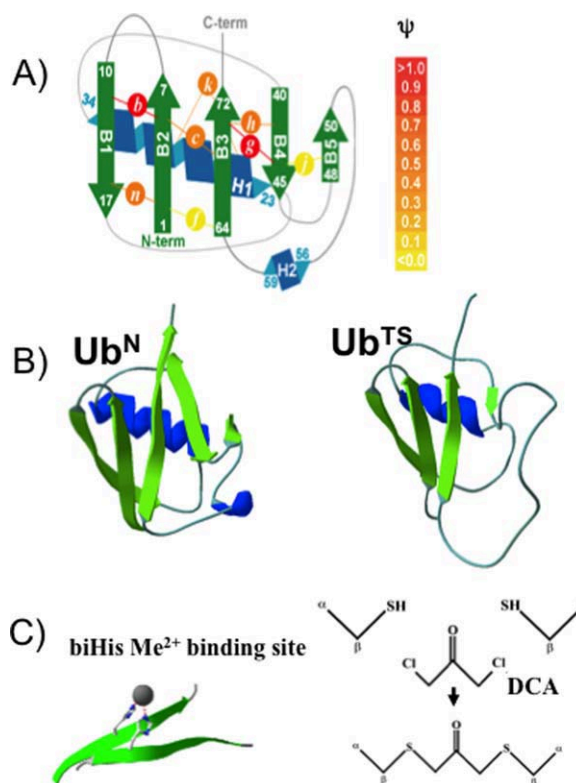 A)
C-term
ψ
34
10
7
k
72
40
50
b
h
c
g
i
B1
B2
B3
B4
B5
H1
45
48
23
n
f
17
1
64
N-term
56
59
H2
>1.0
0.9
0.8
0.7
0.6
0.5
0.4
0.3
0.2
0.1
<0.0
B)
Ub^N
Ub^TS
C)
biHis Me²⁺ binding site
α
SH
β
SH
β
O
Cl
Cl
DCA
O
α
S
S
α
β
β